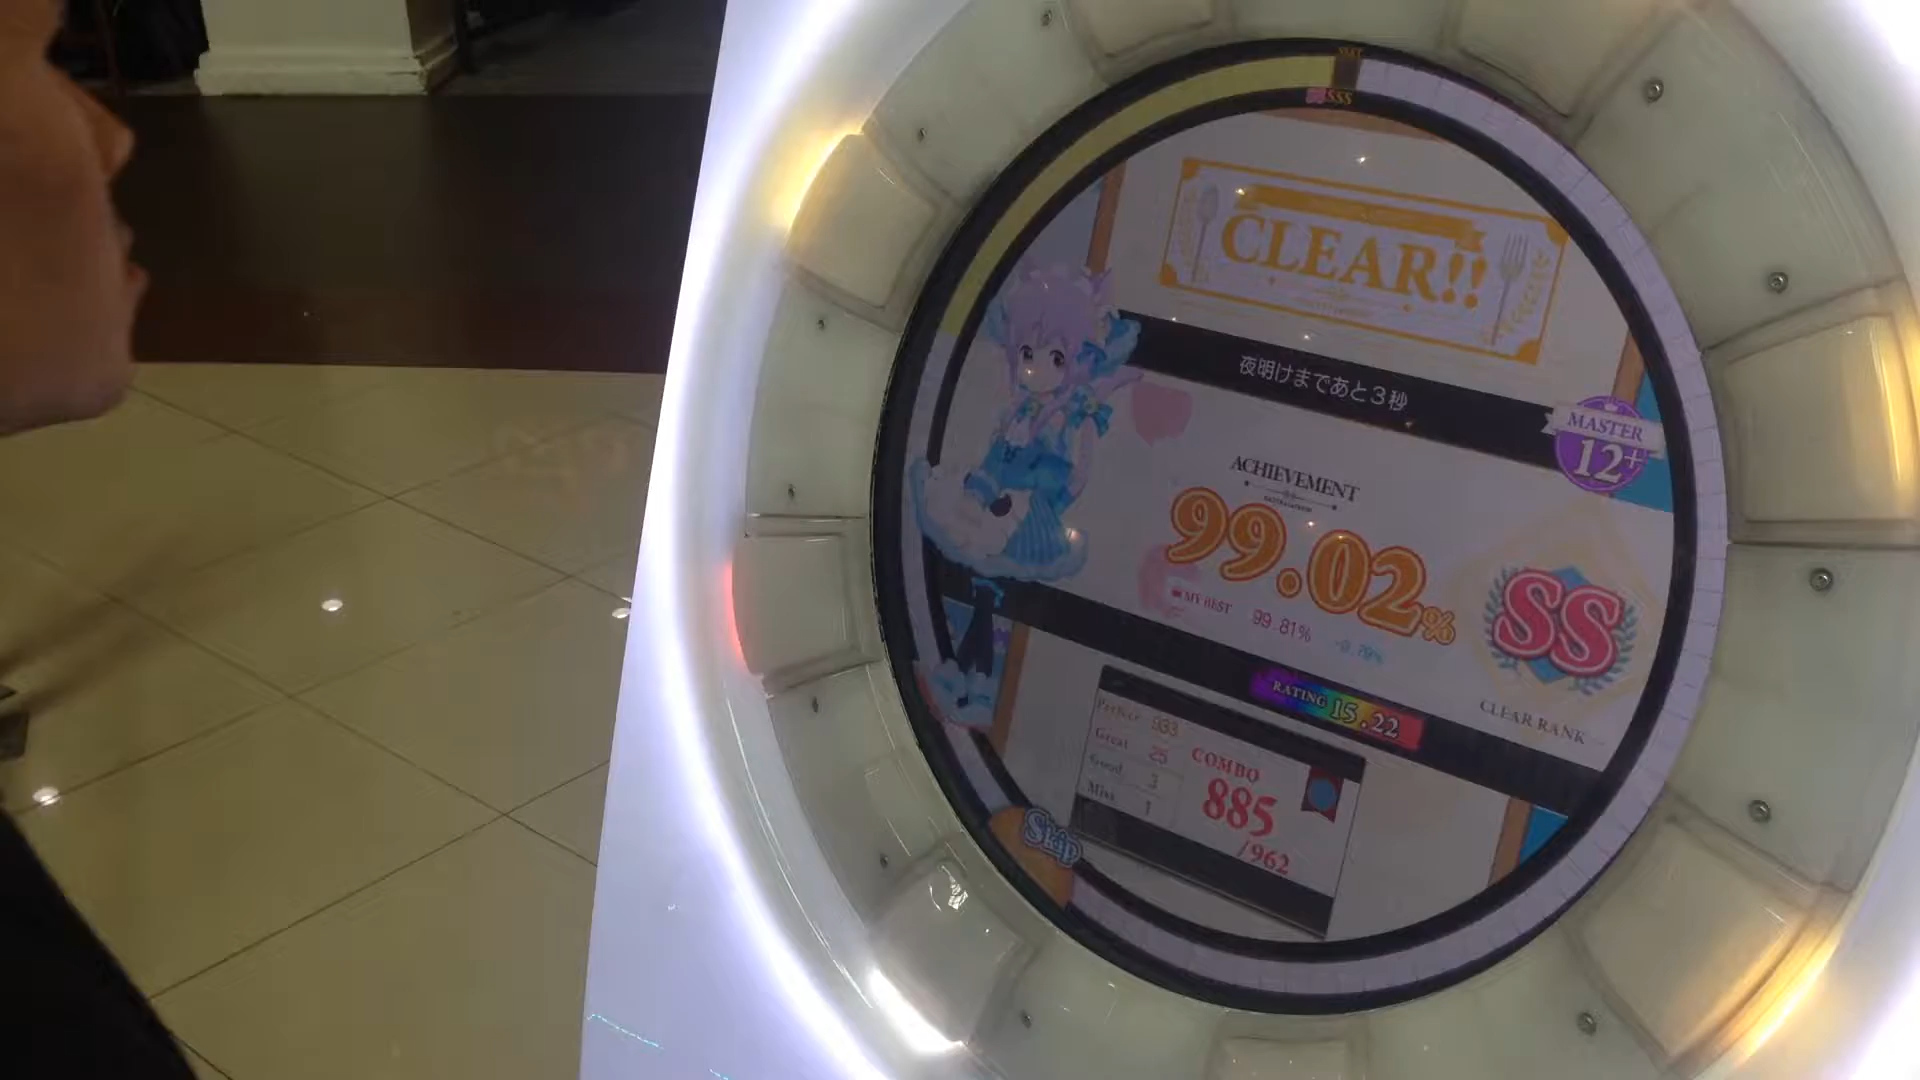 SSS
CLEAR!!
夜明けまであと3秒
MASTER
12+
ACHIEVEMENT
99.02%
MY BEST 99.81% -0.79%
SS
CLEAR RANK
RATING 15.22
Perfect 933
Great 25
Good 3
Miss 1
COMBO
885
/962
Skip